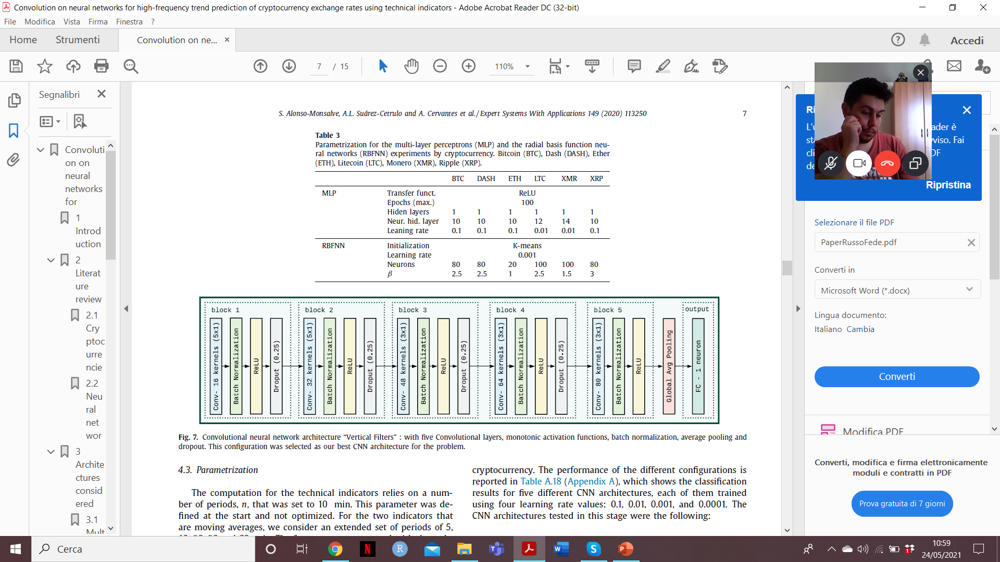 Convolution on neural networks for high-frequency trend prediction of cryptocurrency exchange rates using technical indicators - Adobe Acrobat Reader DC (32-bit)
File Modifica Vista Firma Finestra ?
Home Strumenti Convolution on ne... Accedi
7 / 15 110%
Segnalibri
Convoluti
on on
neural
networks
for
1
Introd
uction
2
Literat
ure
review
2.1
Cry
ptoc
urre
ncie
2.2
Neu
ral
net
wor
3
Archite
ctures
consid
ered
3.1
Mult
S. Alonso-Monsalve, A.L. Suárez-Cetrulo and A. Cervantes et al. / Expert Systems With Applications 149 (2020) 113250 7
Table 3
Parametrization for the multi-layer perceptrons (MLP) and the radial basis function neu-
ral networks (RBFNN) experiments by cryptocurrency. Bitcoin (BTC), Dash (DASH), Ether
(ETH), Litecoin (LTC), Monero (XMR), Ripple (XRP).
BTC DASH ETH LTC XMR XRP
MLP Transfer funct. ReLU
Epochs (max.) 100
Hiden layers 1 1 1 1 1 1
Neur. hid. layer 10 10 10 12 14 10
Leaning rate 0.1 0.1 0.1 0.01 0.01 0.1
RBFNN Initialization K-means
Learning rate 0.001
Neurons 80 80 20 100 100 80
β 2.5 2.5 1 2.5 1.5 3
block 1
Conv- 16 kernels (5x1)
Batch Normalization
ReLU
Droput (0.25)
block 2
Conv- 32 kernels (5x1)
Batch Normalization
ReLU
Droput (0.25)
block 3
Conv- 48 kernels (3x1)
Batch Normalization
ReLU
Droput (0.25)
block 4
Conv- 64 kernels (3x1)
Batch Normalization
ReLU
Droput (0.25)
block 5
Conv- 80 kernels (3x1)
Batch Normalization
ReLU
Global Avg Pooling
output
FC - 1 neuron
Fig. 7. Convolutional neural network architecture “Vertical Filters” : with five Convolutional layers, monotonic activation functions, batch normalization, average pooling and
dropout. This configuration was selected as our best CNN architecture for the problem.
4.3. Parametrization
The computation for the technical indicators relies on a num-
ber of periods, n, that was set to 10 min. This parameter was de-
fined at the start and not optimized. For the two indicators that
are moving averages, we consider an extended set of periods of 5,
cryptocurrency. The performance of the different configurations is
reported in Table A.18 (Appendix A), which shows the classification
results for five different CNN architectures, each of them trained
using four learning rate values: 0.1, 0.01, 0.001, and 0.0001. The
CNN architectures tested in this stage were the following:
ader è
viso. Fai
DF
Ripristina
Selezionare il file PDF
PaperRussoFede.pdf
Converti in
Microsoft Word (*.docx)
Lingua documento:
Italiano Cambia
Converti
Modifica PDF
Converti, modifica e firma elettronicamente
moduli e contratti in PDF
Prova gratuita di 7 giorni
Cerca
10:59
24/05/2021